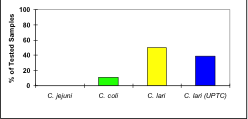 % of Tested Samples
100
80
60
40
20
0
C. jejuni
C. coli
C. lari
C. lari (UPTC)